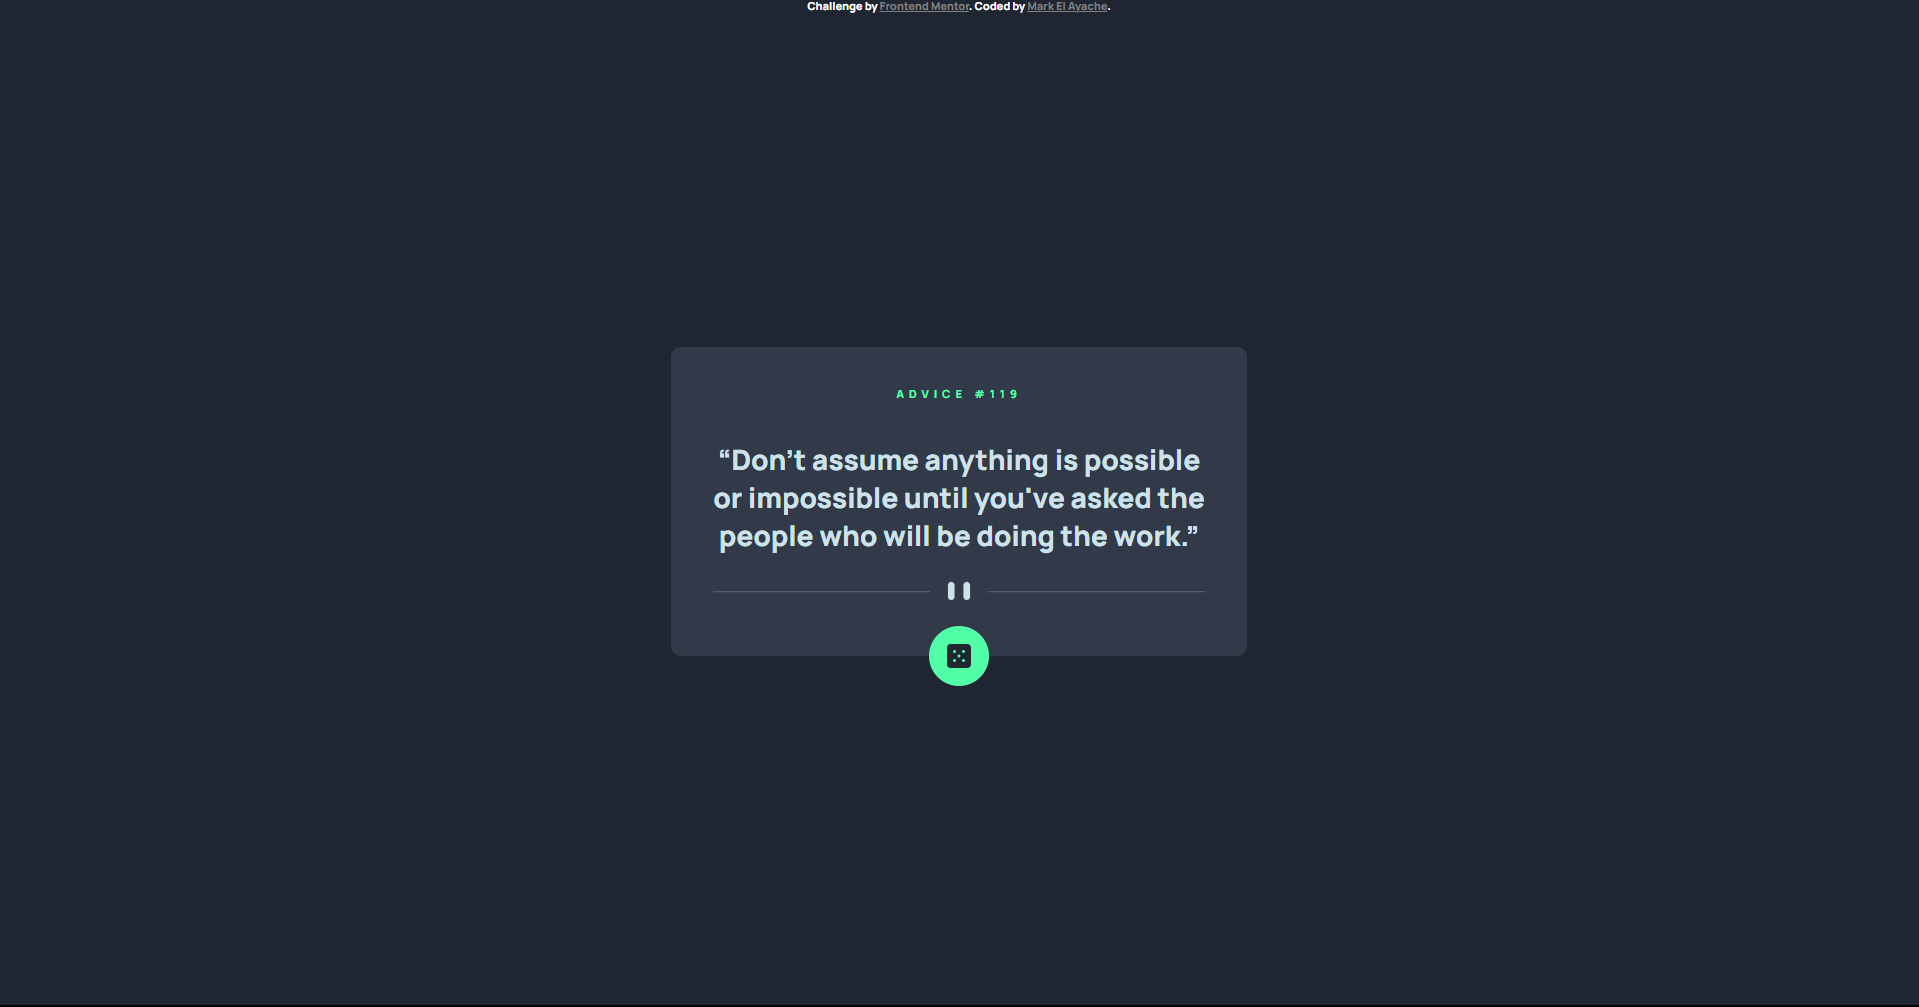 Challenge by Frontend Mentor. Coded by Mark El Ayache.
ADVICE #119
“Don’t assume anything is possible
or impossible until you've asked the
people who will be doing the work.”